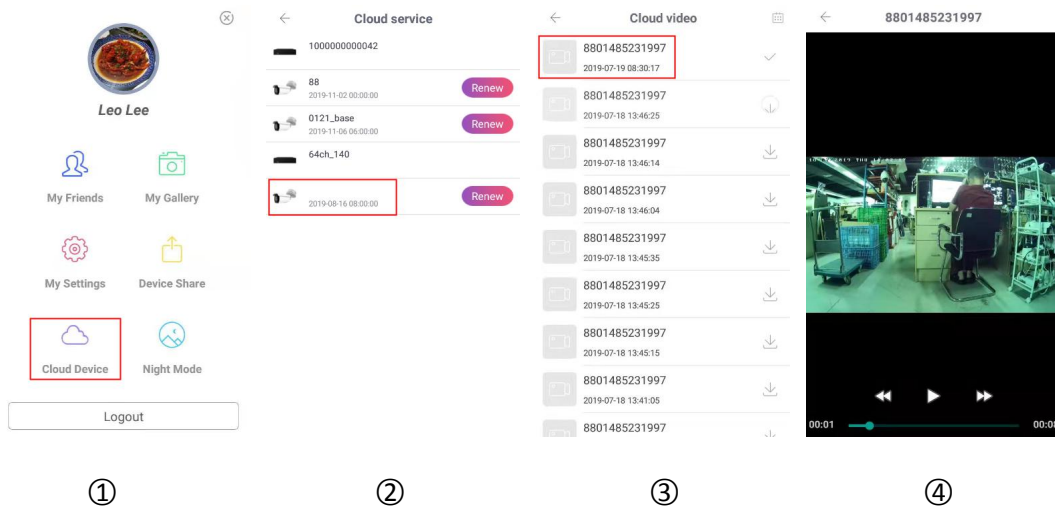 Leo Lee
My Friends
My Gallery
My Settings
Device Share
Cloud Device
Night Mode
Logout
①
Cloud service
1000000000042
88
2019-11-02 00:00:00
Renew
0121_base
2019-11-06 06:00:00
Renew
64ch_140
2019-08-16 08:00:00
Renew
②
Cloud video
8801485231997
2019-07-19 08:30:17
8801485231997
2019-07-18 13:46:25
8801485231997
2019-07-18 13:46:14
8801485231997
2019-07-18 13:46:04
8801485231997
2019-07-18 13:45:35
8801485231997
2019-07-18 13:45:25
8801485231997
2019-07-18 13:45:15
8801485231997
2019-07-18 13:41:05
8801485231997
③
8801485231997
00:01
00:08
④